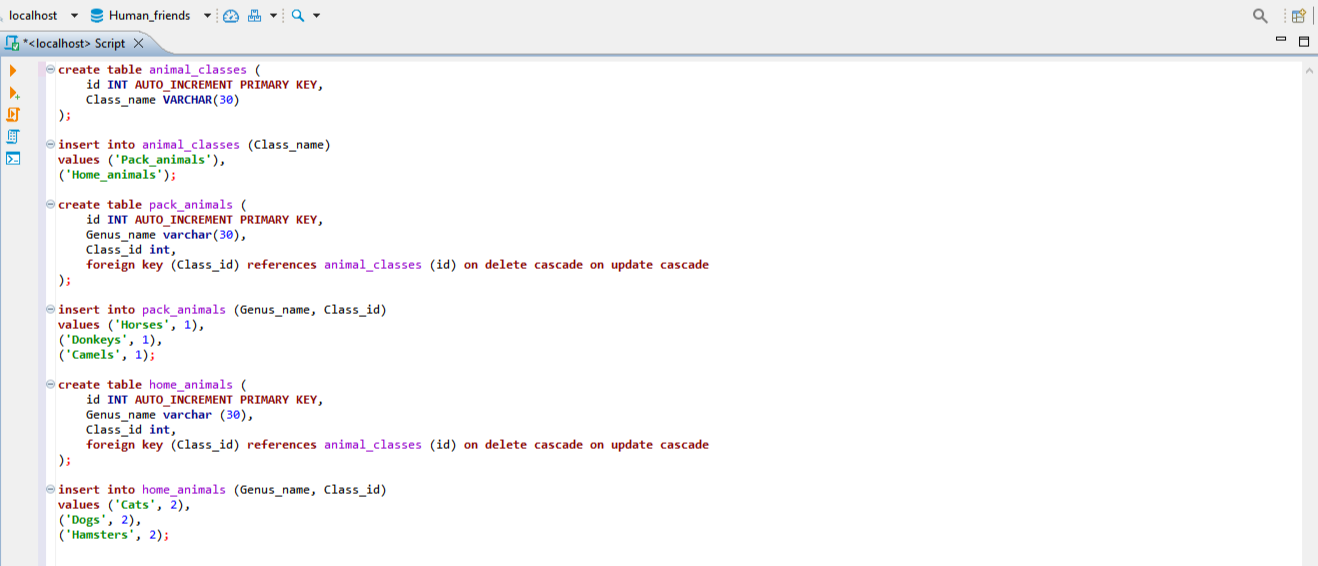 localhost Human_friends
*<localhost> Script
create table animal_classes (
    id INT AUTO_INCREMENT PRIMARY KEY,
    Class_name VARCHAR(30)
);
insert into animal_classes (Class_name)
values ('Pack_animals'),
('Home_animals');
create table pack_animals (
    id INT AUTO_INCREMENT PRIMARY KEY,
    Genus_name varchar(30),
    Class_id int,
    foreign key (Class_id) references animal_classes (id) on delete cascade on update cascade
);
insert into pack_animals (Genus_name, Class_id)
values ('Horses', 1),
('Donkeys', 1),
('Camels', 1);
create table home_animals (
    id INT AUTO_INCREMENT PRIMARY KEY,
    Genus_name varchar (30),
    Class_id int,
    foreign key (Class_id) references animal_classes (id) on delete cascade on update cascade
);
insert into home_animals (Genus_name, Class_id)
values ('Cats', 2),
('Dogs', 2),
('Hamsters', 2);